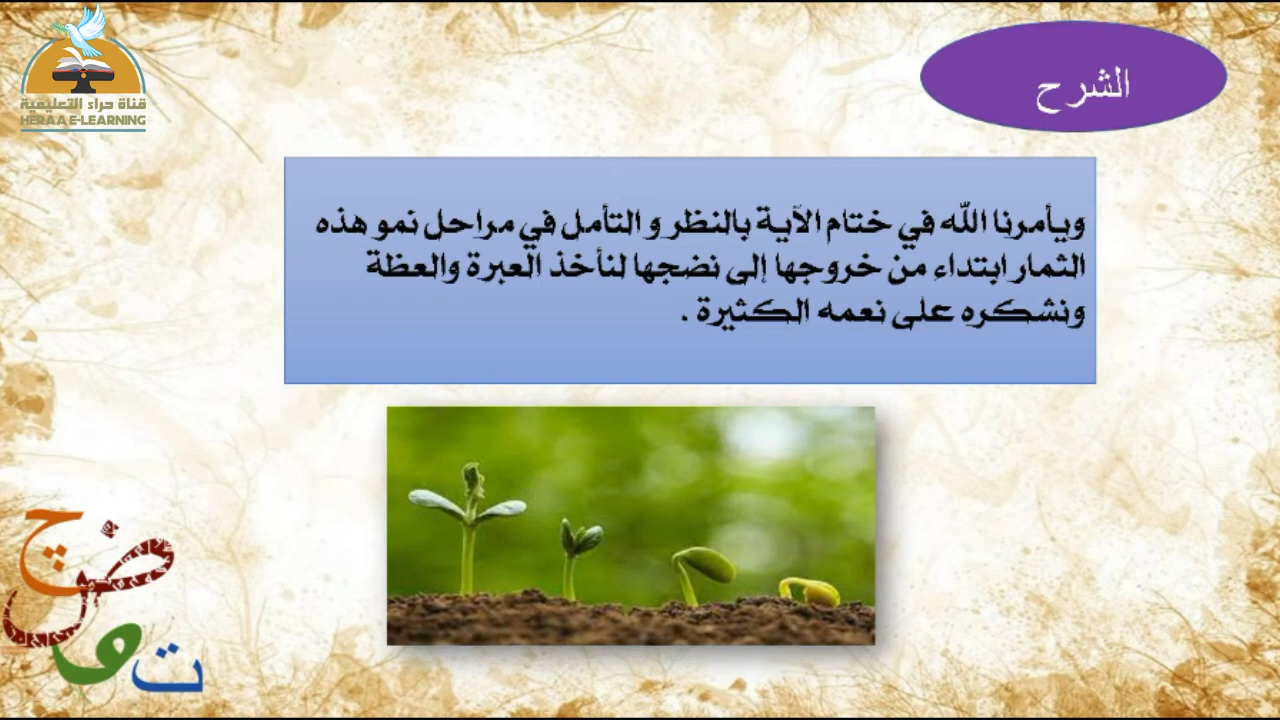 قناة حراء التعليمية
HERAA E-LEARNING
الشرح
ويأمرنا الله في ختام الآية بالنظر و التأمل في مراحل نمو هذه
الثمار ابتداء من خروجها إلى نضجها لنأخذ العبرة والعظة
ونشكره على نعمه الكثيرة .
ج
ض
و
ت